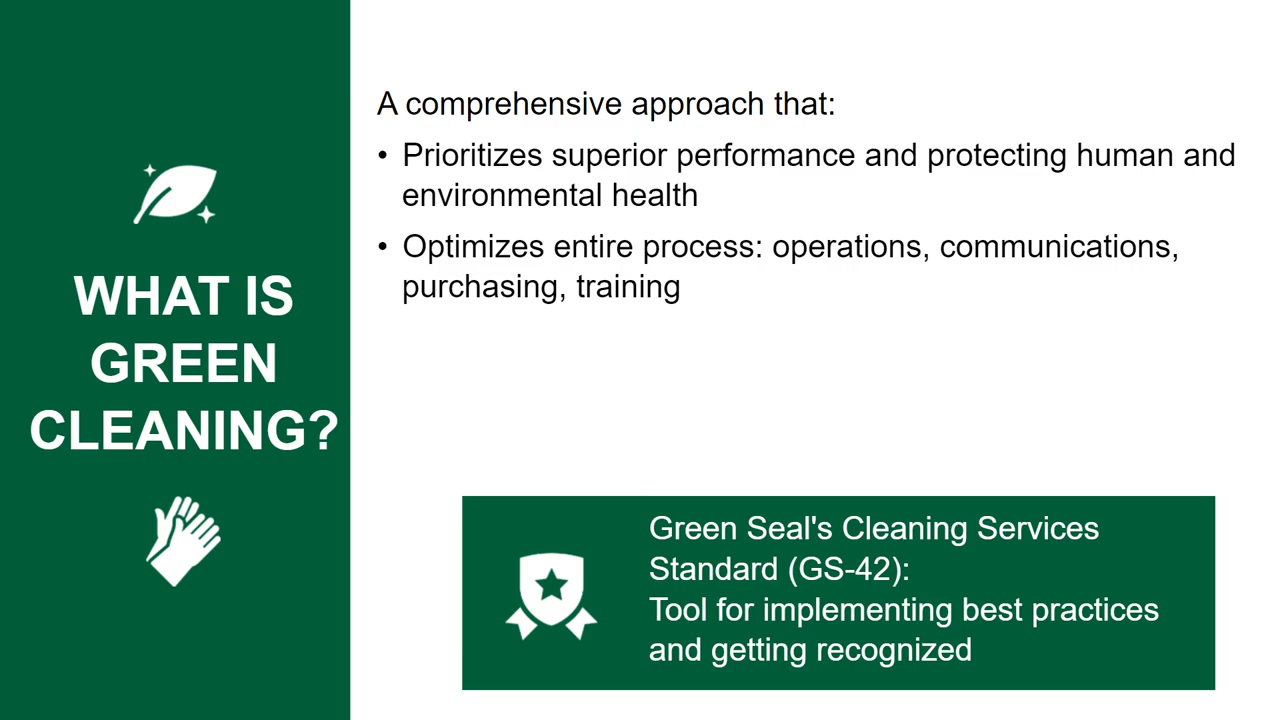 WHAT IS
GREEN
CLEANING?
A comprehensive approach that:
• Prioritizes superior performance and protecting human and
environmental health
• Optimizes entire process: operations, communications,
purchasing, training
Green Seal's Cleaning Services
Standard (GS-42):
Tool for implementing best practices
and getting recognized